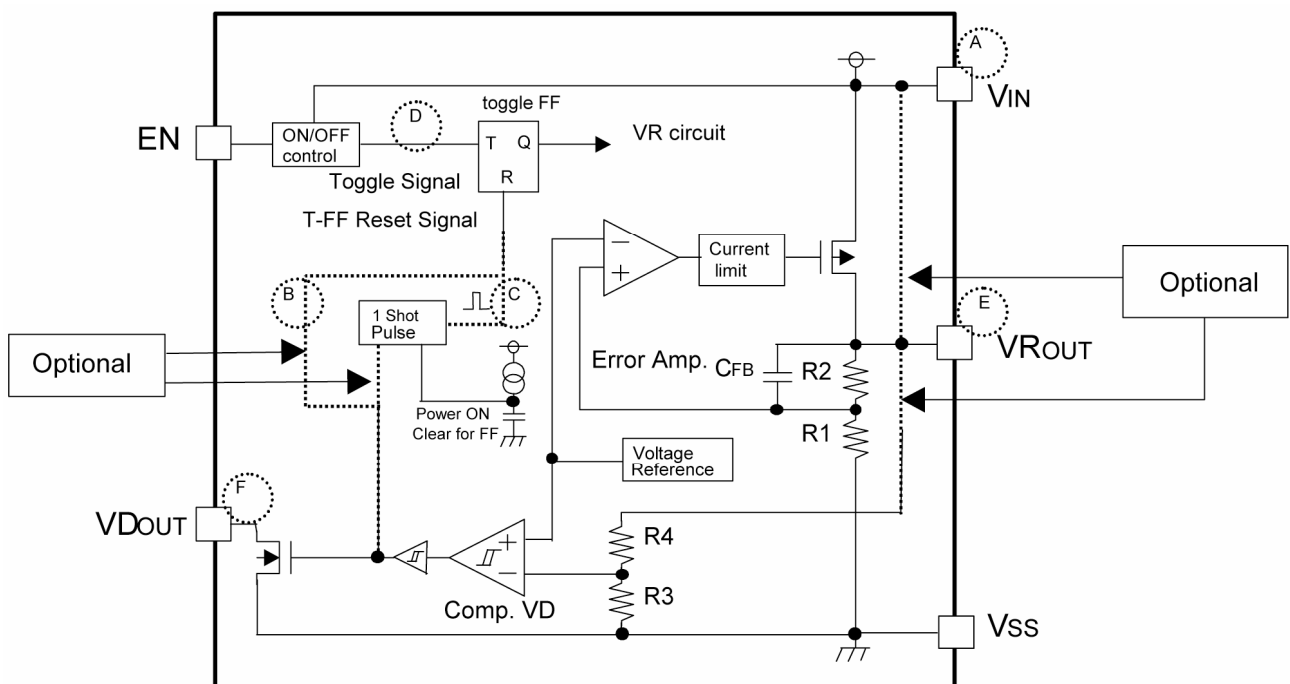 A
VIN
toggle FF
D
EN
ON/OFF
control
T
Q
R
VR circuit
Toggle Signal
T-FF Reset Signal
−
+
Current
limit
B
C
1 Shot
Pulse
Optional
E
VROUT
Optional
Error Amp.
CFB
R2
R1
Power ON
Clear for FF
Voltage
Reference
F
VDOUT
+
−
R4
R3
Comp. VD
VSS